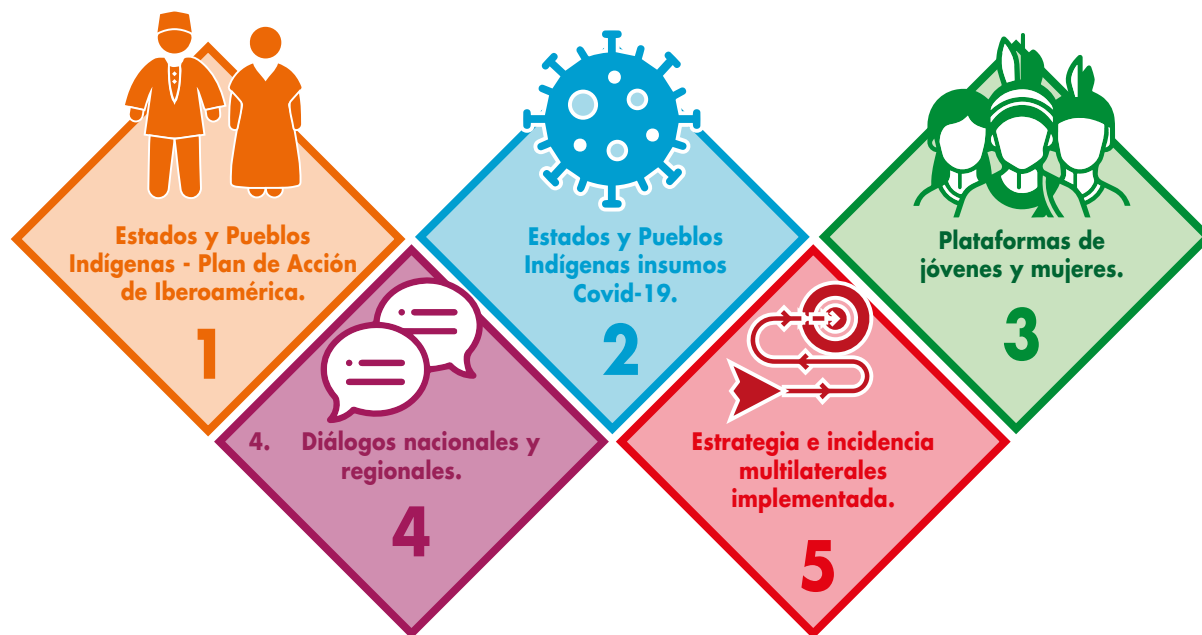 Estados y Pueblos
Indígenas - Plan de Acción
de Iberoamérica.
1
Estados y Pueblos
Indígenas insumos
Covid-19.
2
Plataformas de
jóvenes y mujeres.
3
4. Diálogos nacionales y
regionales.
4
Estrategia e incidencia
multilaterales
implementada.
5